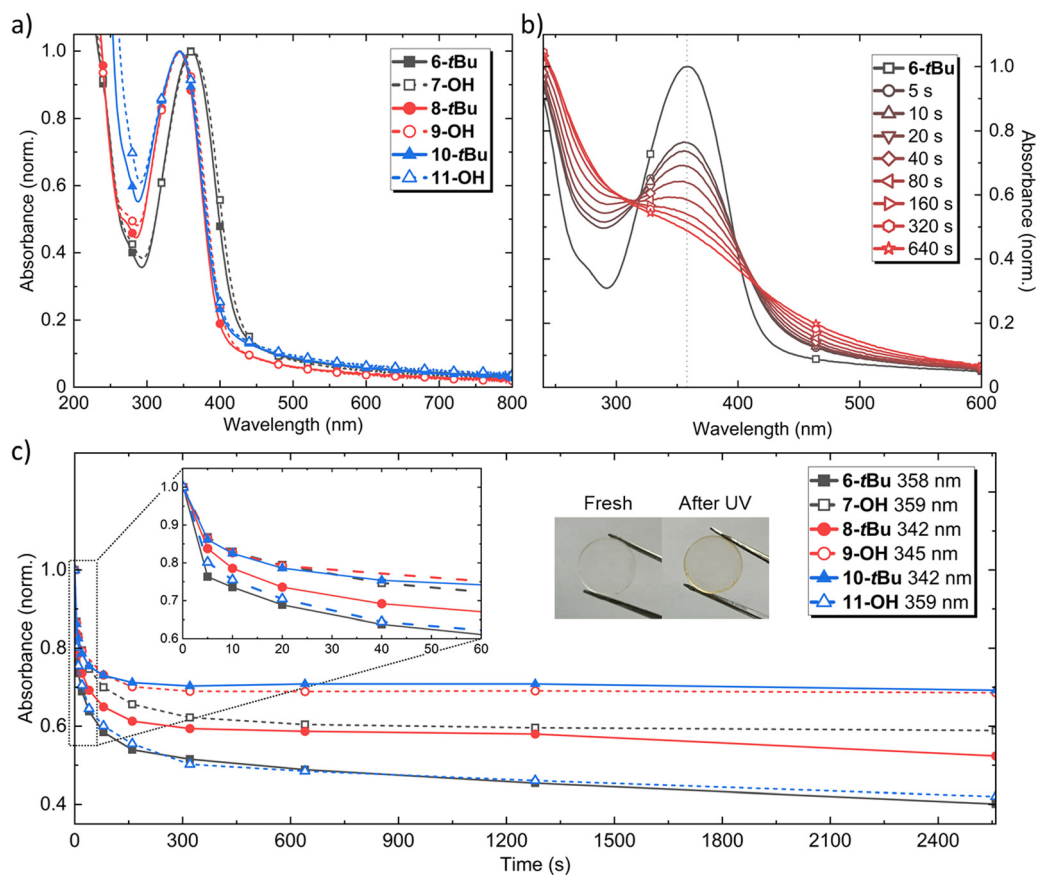 a)
Absorbance (norm.)
1.0
0.8
0.6
0.4
0.2
0
200 300 400 500 600 700 800
Wavelength (nm)
6-tBu
7-OH
8-tBu
9-OH
10-tBu
11-OH
b)
6-tBu
5 s
10 s
20 s
40 s
80 s
160 s
320 s
640 s
1.0
0.8
0.6
0.4
0.2
0
Absorbance (norm.)
300 400 500 600
Wavelength (nm)
c)
Absorbance (norm.)
1.0
0.8
0.6
0.4
0 300 600 900 1200 1500 1800 2100 2400
Time (s)
1.0
0.9
0.8
0.7
0.6
0 10 20 30 40 50 60
Fresh After UV
6-tBu 358 nm
7-OH 359 nm
8-tBu 342 nm
9-OH 345 nm
10-tBu 342 nm
11-OH 359 nm